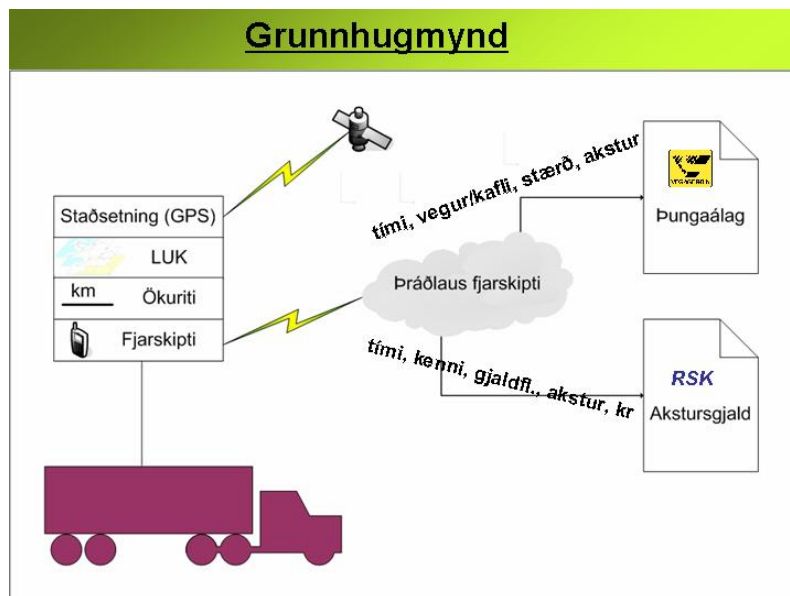 Grunnhugmynd
Staðsetning (GPS)
LUK
km
Ökuriti
Fjarskipti
Þráðlaus fjarskipti
tími, vegur/kafli, stærð, akstur
VEGAGERÐIN
Þungaálag
tími, kenni, gjaldfl., akstur, kr
RSK
Akstursgjald